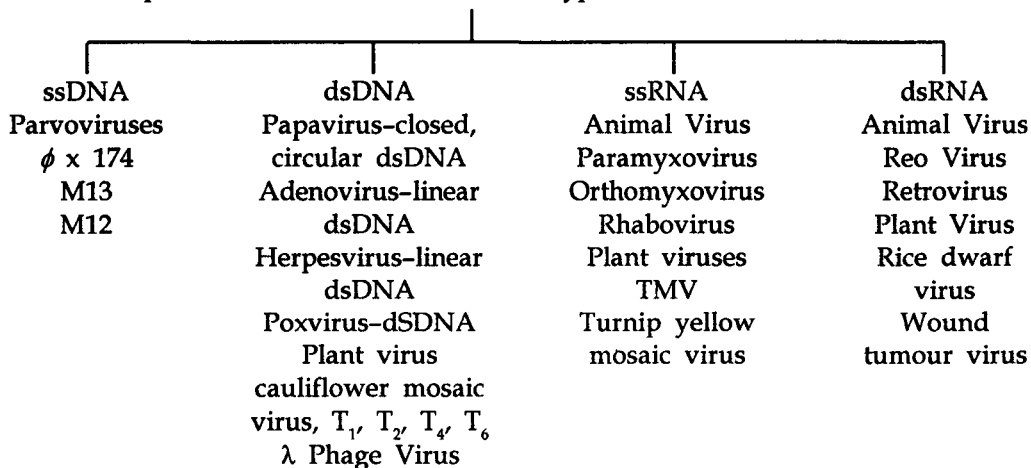 ssDNA
Parvoviruses
ϕ x 174
M13
M12
dsDNA
Papavirus–closed,
circular dsDNA
Adenovirus–linear
dsDNA
Herpesvirus–linear
dsDNA
Poxvirus–dSDNA
Plant virus
cauliflower mosaic
virus, T₁, T₂, T₄, T₆
λ Phage Virus
ssRNA
Animal Virus
Paramyxovirus
Orthomyxovirus
Rhabovirus
Plant viruses
TMV
Turnip yellow
mosaic virus
dsRNA
Animal Virus
Reo Virus
Retrovirus
Plant Virus
Rice dwarf
virus
Wound
tumour virus